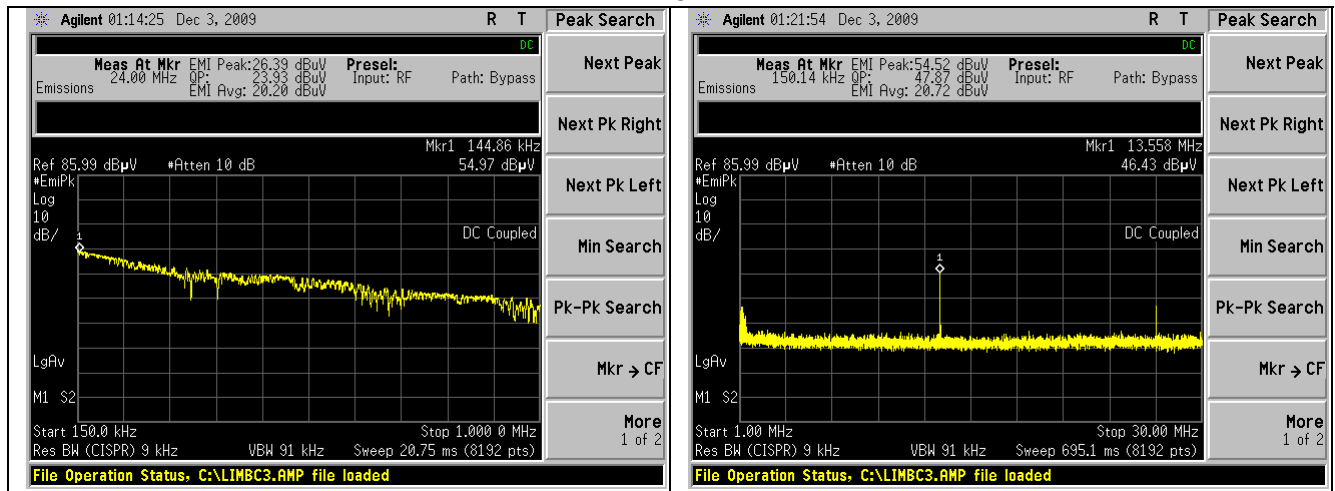 Agilent 01:14:25 Dec 3, 2009 R T Peak Search
DC
Meas At Mkr EMI Peak:26.39 dBuV Presel:
24.00 MHz QP: 23.93 dBuV Input: RF Path: Bypass
Emissions EMI Avg: 20.20 dBuV
Mkr1 144.86 kHz
Ref 85.99 dBµV #Atten 10 dB 54.97 dBµV
#EmiPk
Log
10
dB/
1
DC Coupled
LgAv
M1 S2
Start 150.0 kHz Stop 1.000 0 MHz
Res BW (CISPR) 9 kHz VBW 91 kHz Sweep 20.75 ms (8192 pts)
File Operation Status, C:\LIMBC3.AMP file loaded
Next Peak
Next Pk Right
Next Pk Left
Min Search
Pk-Pk Search
Mkr → CF
More
1 of 2
Agilent 01:21:54 Dec 3, 2009 R T Peak Search
DC
Meas At Mkr EMI Peak:54.52 dBuV Presel:
150.14 kHz QP: 47.87 dBuV Input: RF Path: Bypass
Emissions EMI Avg: 20.72 dBuV
Mkr1 13.558 MHz
Ref 85.99 dBµV #Atten 10 dB 46.43 dBµV
#EmiPk
Log
10
dB/
DC Coupled
1
LgAv
M1 S2
Start 1.00 MHz Stop 30.00 MHz
Res BW (CISPR) 9 kHz VBW 91 kHz Sweep 695.1 ms (8192 pts)
File Operation Status, C:\LIMBC3.AMP file loaded
Next Peak
Next Pk Right
Next Pk Left
Min Search
Pk-Pk Search
Mkr → CF
More
1 of 2